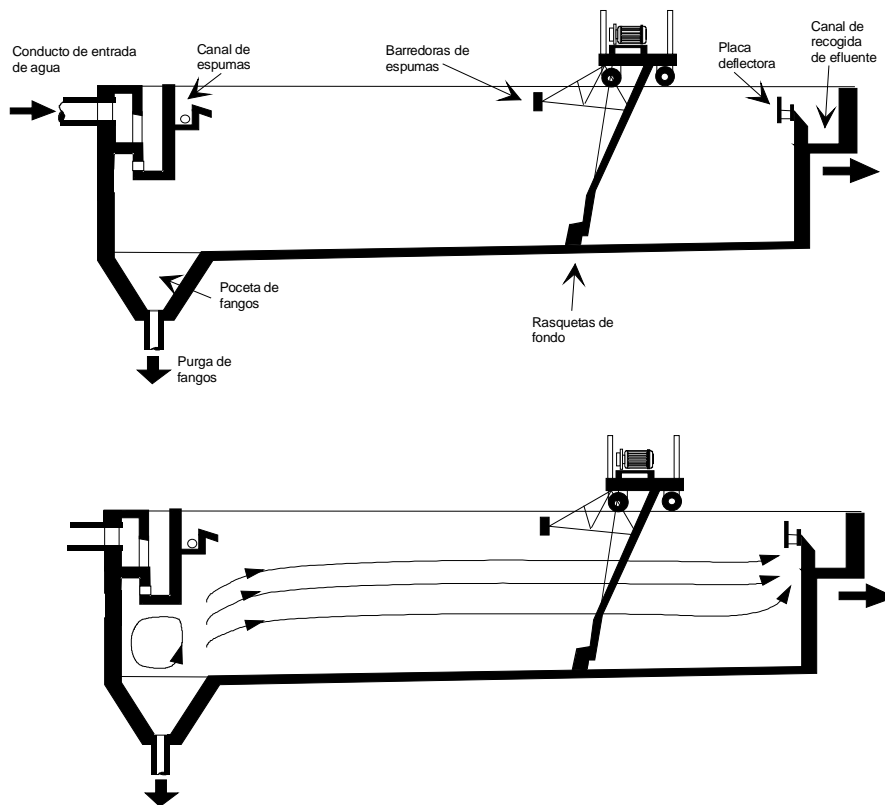 Conducto de entrada
de agua
Canal de
espumas
Barredoras de
espumas
Placa
deflectora
Canal de
recogida
de efluente
Poceta de
fangos
Rasquetas de
fondo
Purga de
fangos